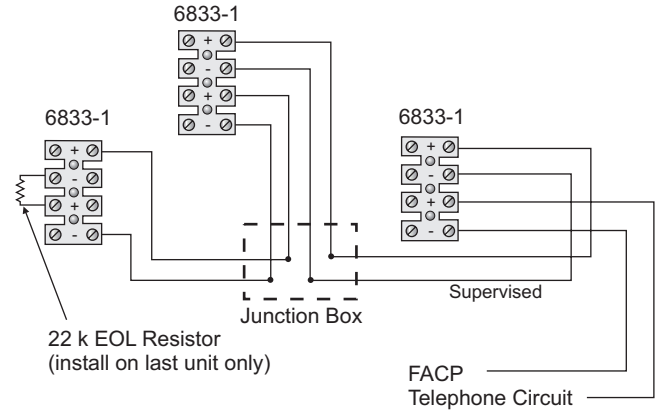 6833-1
+
-
+
-
6833-1
+
-
+
-
6833-1
+
-
+
-
Supervised
Junction Box
22 k EOL Resistor
(install on last unit only)
FACP
Telephone Circuit